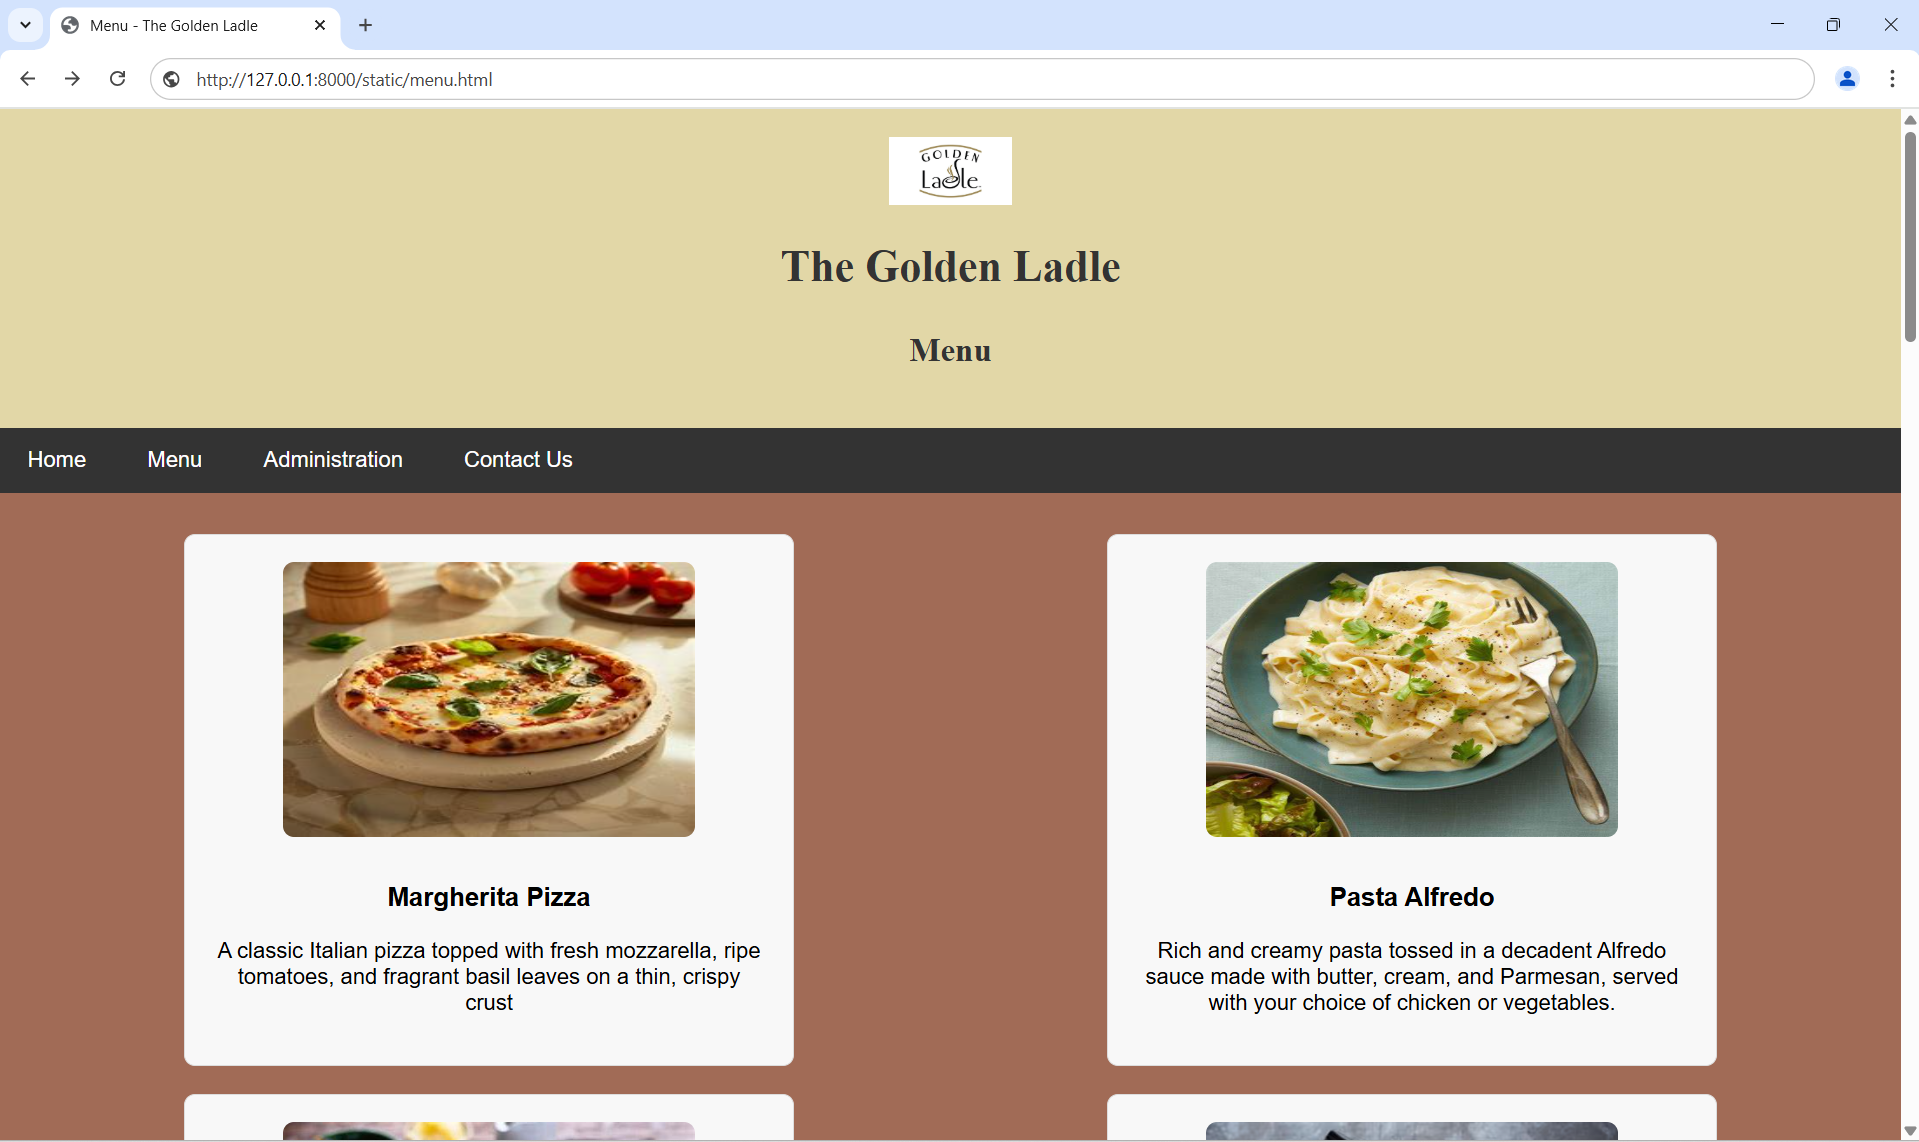 Menu - The Golden Ladle
http://127.0.0.1:8000/static/menu.html
GOLDEN
Ladle
The Golden Ladle
Menu
Home Menu Administration Contact Us
Margherita Pizza
A classic Italian pizza topped with fresh mozzarella, ripe
tomatoes, and fragrant basil leaves on a thin, crispy
crust
Pasta Alfredo
Rich and creamy pasta tossed in a decadent Alfredo
sauce made with butter, cream, and Parmesan, served
with your choice of chicken or vegetables.